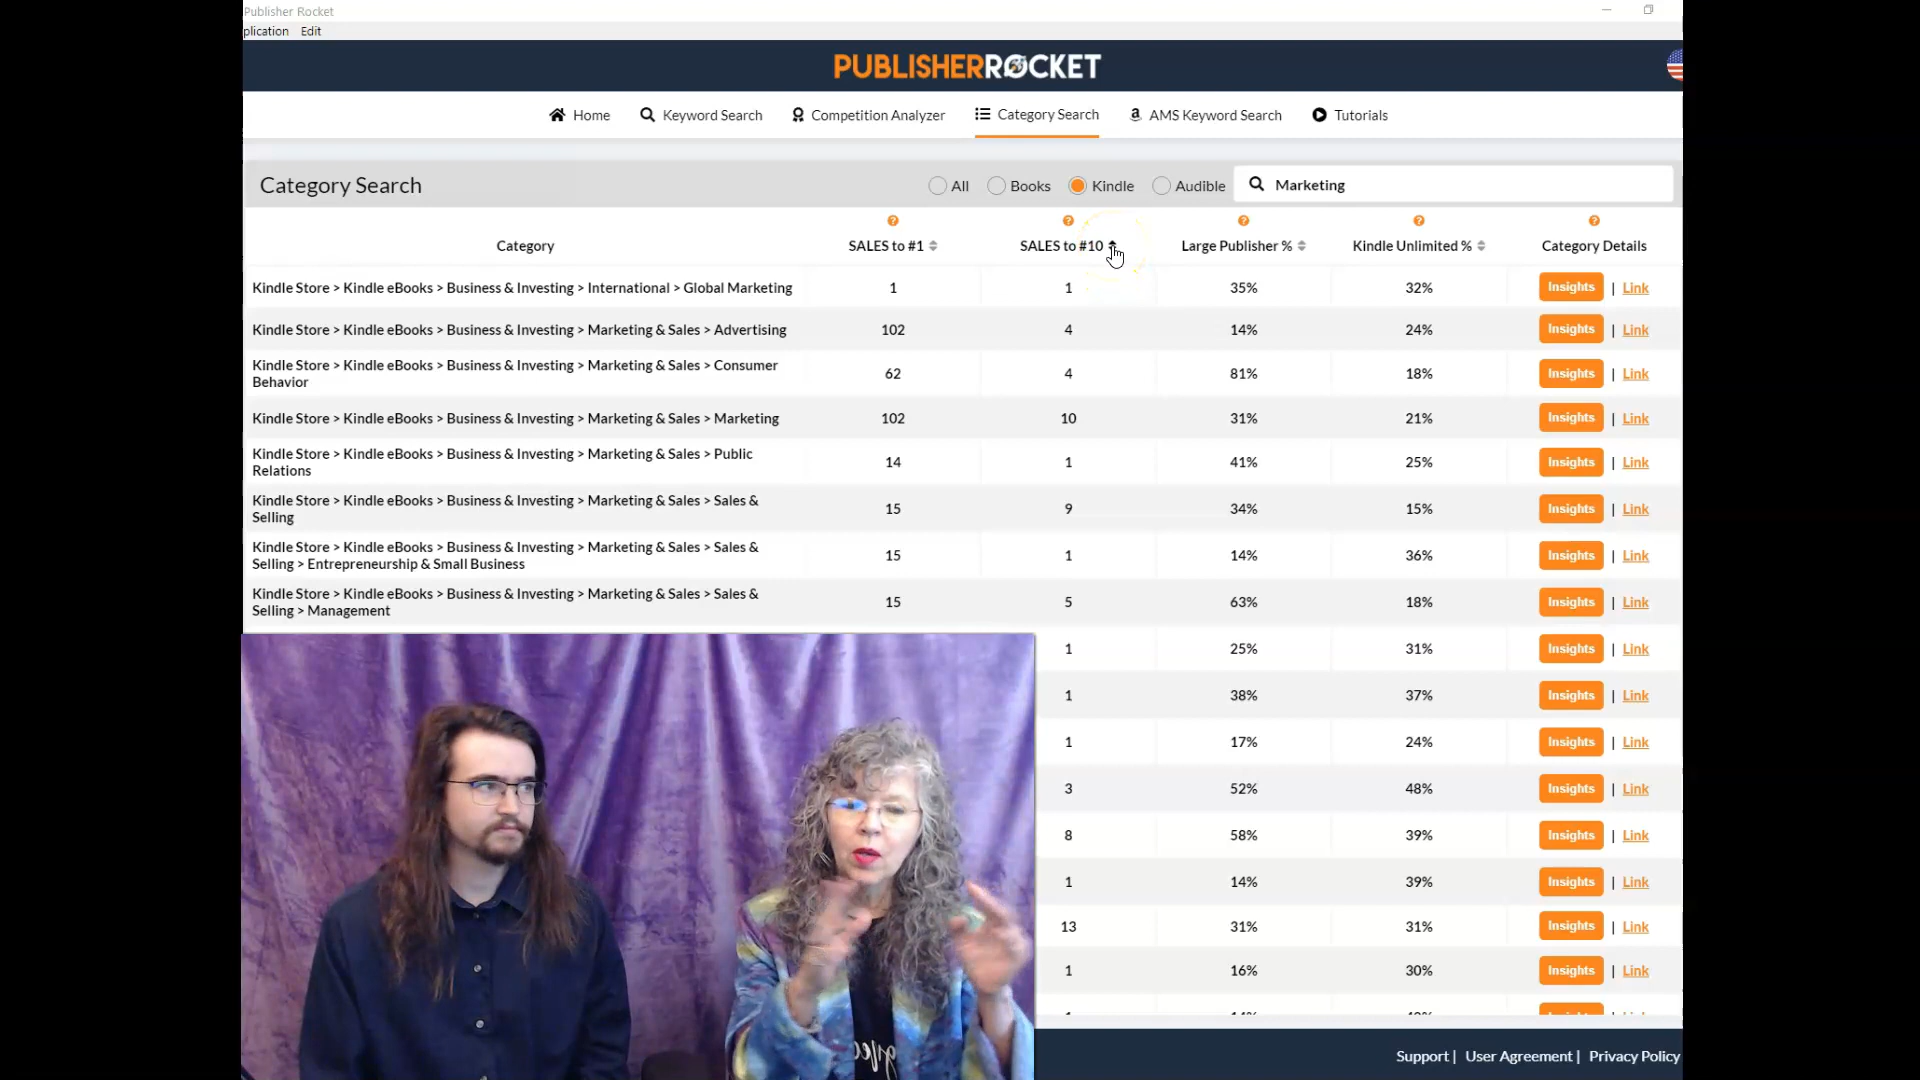 Publisher Rocket
plication Edit
PUBLISHERROCKET
Home Keyword Search Competition Analyzer Category Search AMS Keyword Search Tutorials
Category Search All Books Kindle Audible Marketing
? ? ? ? ?
Category SALES to #1 SALES to #10 Large Publisher % Kindle Unlimited % Category Details
Kindle Store > Kindle eBooks > Business & Investing > International > Global Marketing 1 1 35% 32% Insights | Link
Kindle Store > Kindle eBooks > Business & Investing > Marketing & Sales > Advertising 102 4 14% 24% Insights | Link
Kindle Store > Kindle eBooks > Business & Investing > Marketing & Sales > Consumer
Behavior 62 4 81% 18% Insights | Link
Kindle Store > Kindle eBooks > Business & Investing > Marketing & Sales > Marketing 102 10 31% 21% Insights | Link
Kindle Store > Kindle eBooks > Business & Investing > Marketing & Sales > Public
Relations 14 1 41% 25% Insights | Link
Kindle Store > Kindle eBooks > Business & Investing > Marketing & Sales > Sales &
Selling 15 9 34% 15% Insights | Link
Kindle Store > Kindle eBooks > Business & Investing > Marketing & Sales > Sales &
Selling > Entrepreneurship & Small Business 15 1 14% 36% Insights | Link
Kindle Store > Kindle eBooks > Business & Investing > Marketing & Sales > Sales &
Selling > Management 15 5 63% 18% Insights | Link
1 25% 31% Insights | Link
1 38% 37% Insights | Link
1 17% 24% Insights | Link
3 52% 48% Insights | Link
8 58% 39% Insights | Link
1 14% 39% Insights | Link
13 31% 31% Insights | Link
1 16% 30% Insights | Link
Support | User Agreement | Privacy Policy